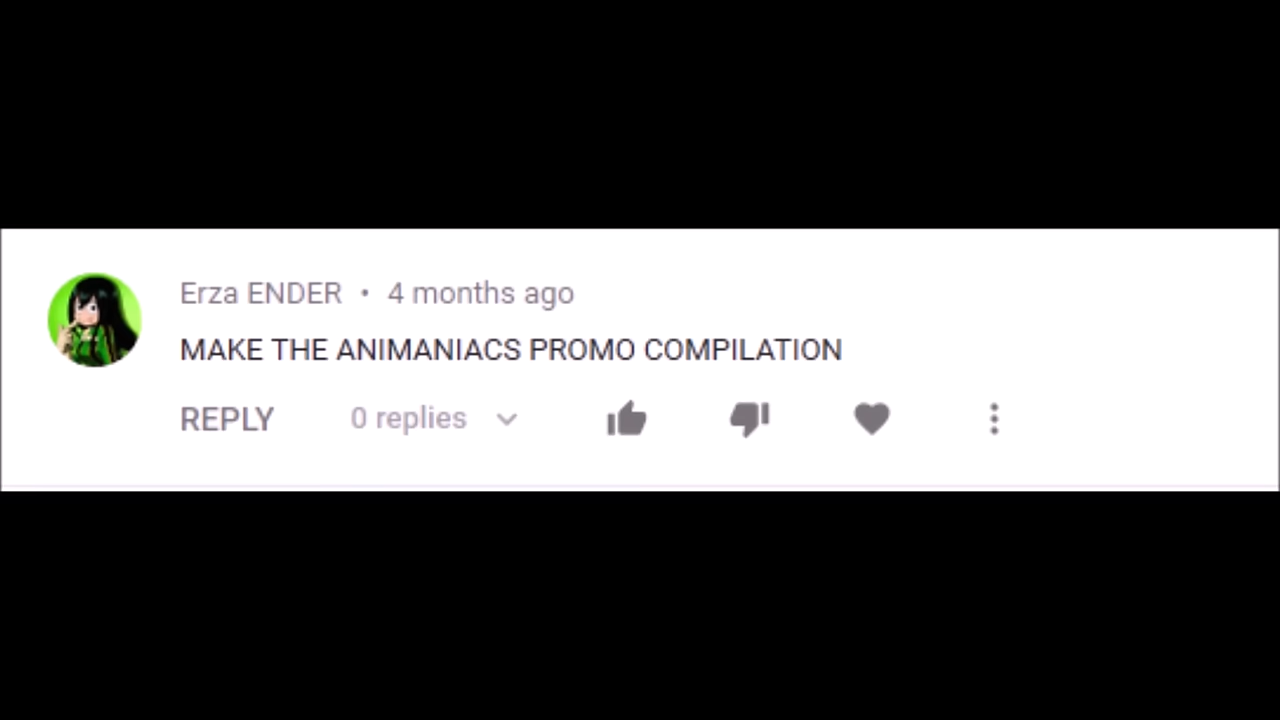 Erza ENDER • 4 months ago
MAKE THE ANIMANIACS PROMO COMPILATION
REPLY 0 replies